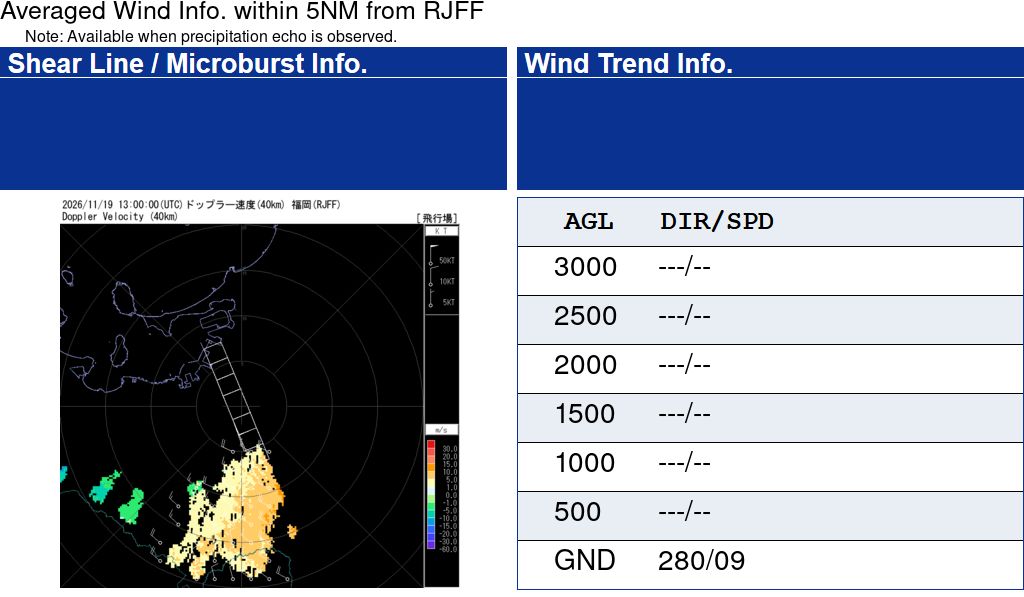 Averaged Wind Info. within 5NM from RJFF
Note: Available when precipitation echo is observed.
Shear Line / Microburst Info.
Wind Trend Info.
2026/11/19 13:00:00(UTC) ドップラー速度(40km) 福岡(RJFF)
Doppler Velocity (40km)
[飛行場]
KT
50KT
10KT
5KT
m/s
30.0
20.0
15.0
10.0
5.0
1.0
0.0
-1.0
-5.0
-10.0
-15.0
-20.0
-30.0
-60.0
AGL DIR/SPD
3000 ---/--
2500 ---/--
2000 ---/--
1500 ---/--
1000 ---/--
500 ---/--
GND 280/09